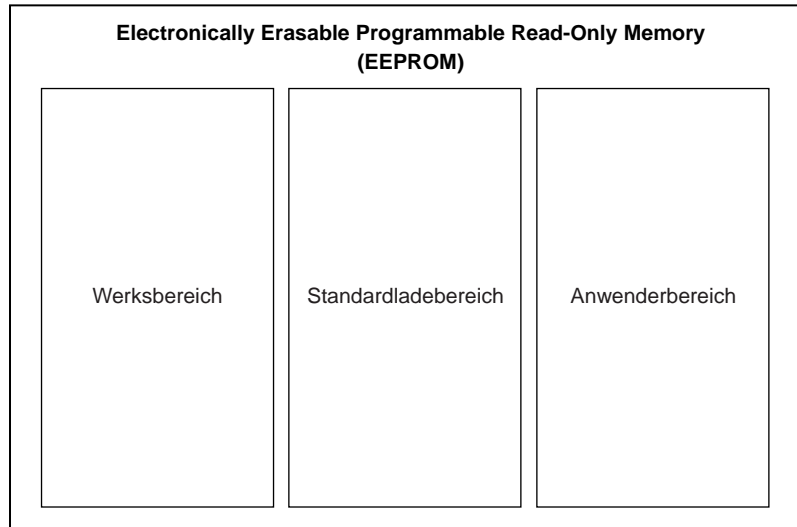 Electronically Erasable Programmable Read-Only Memory
(EEPROM)
Werksbereich
Standardladebereich
Anwenderbereich